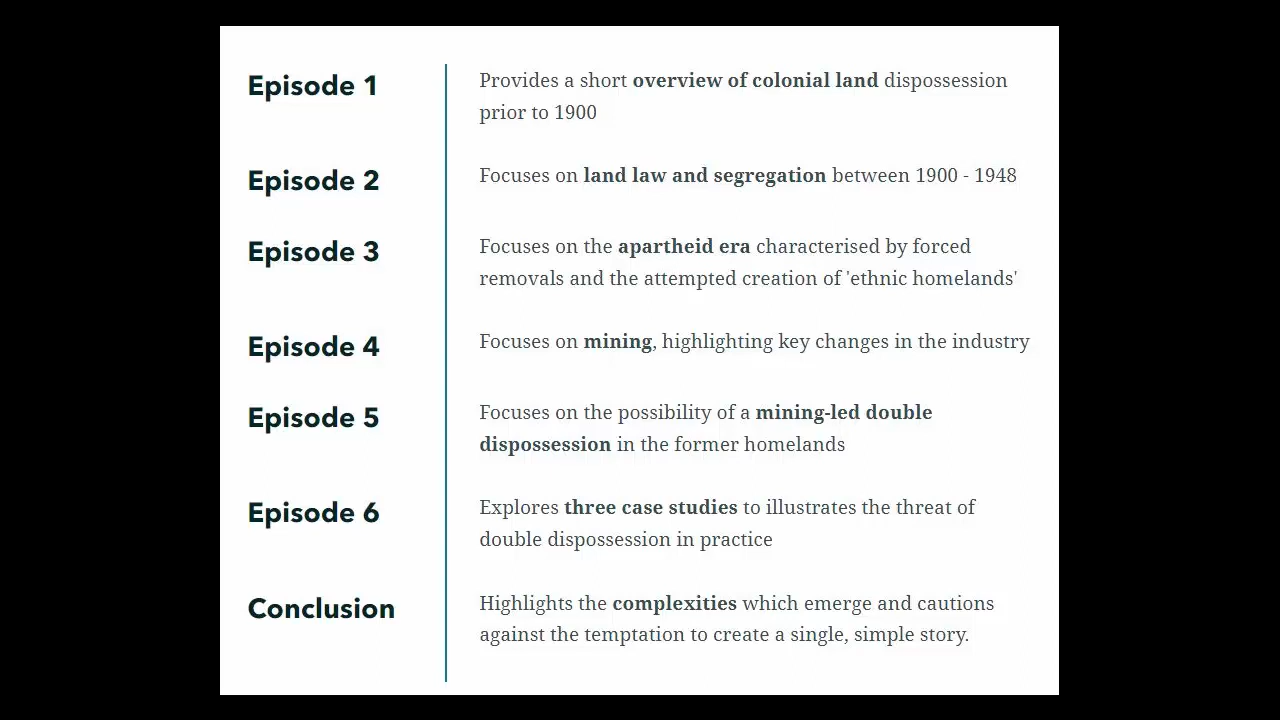 Episode 1
Provides a short overview of colonial land dispossession
prior to 1900
Episode 2
Focuses on land law and segregation between 1900 - 1948
Episode 3
Focuses on the apartheid era characterised by forced
removals and the attempted creation of 'ethnic homelands'
Episode 4
Focuses on mining, highlighting key changes in the industry
Episode 5
Focuses on the possibility of a mining-led double
dispossession in the former homelands
Episode 6
Explores three case studies to illustrates the threat of
double dispossession in practice
Conclusion
Highlights the complexities which emerge and cautions
against the temptation to create a single, simple story.